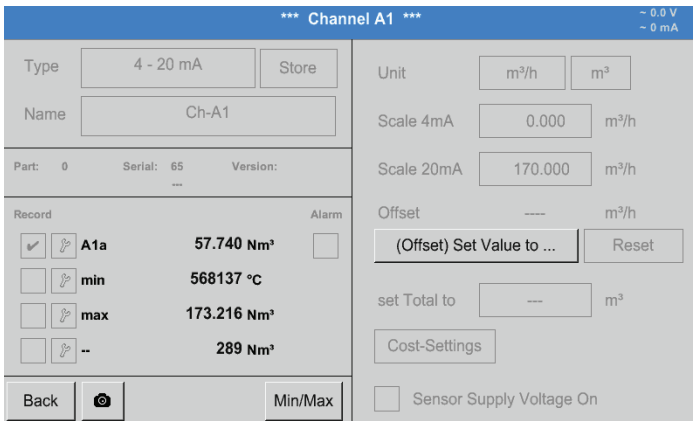 *** Channel A1 ***
~ 0.0 V
~ 0 mA
Type 4 - 20 mA Store
Name Ch-A1
Part: 0 Serial: 65 Version:
---
Record Alarm
A1a 57.740 Nm³
min 568137 °C
max 173.216 Nm³
-- 289 Nm³
Back Min/Max
Unit m³/h m³
Scale 4mA 0.000 m³/h
Scale 20mA 170.000 m³/h
Offset ---- m³/h
(Offset) Set Value to ... Reset
set Total to --- m³
Cost-Settings
Sensor Supply Voltage On